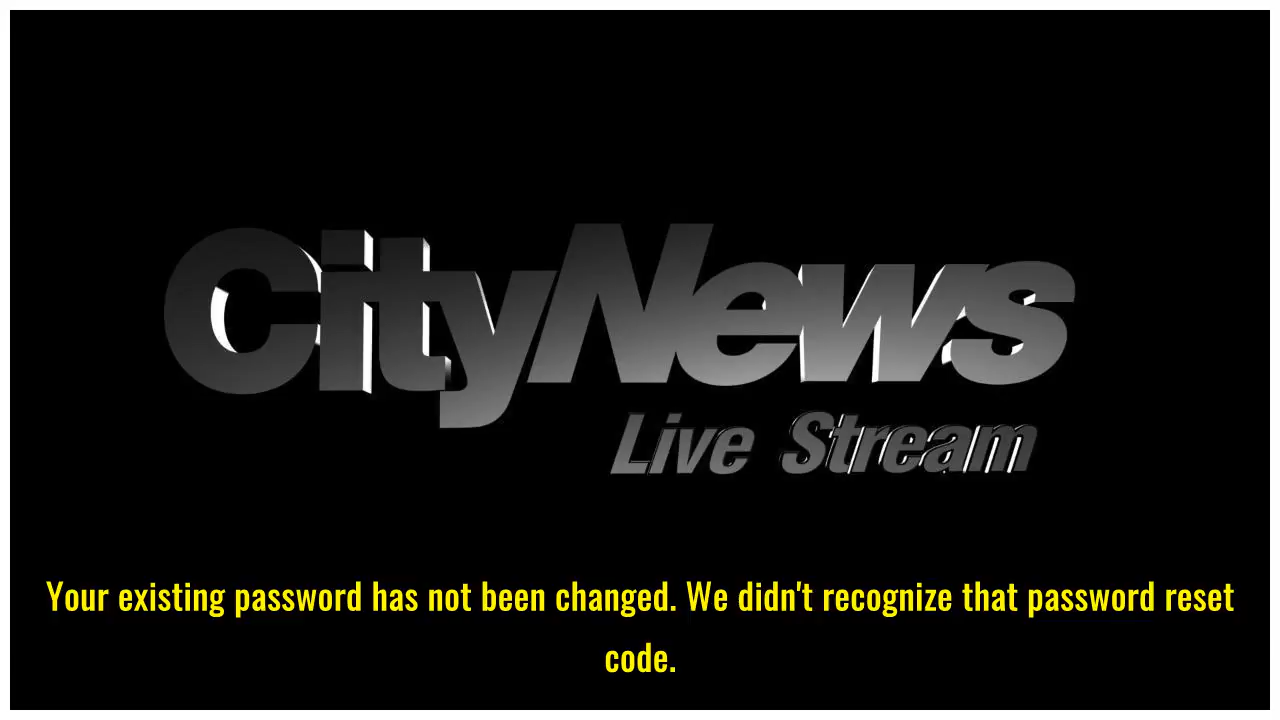 CityNews
Live Stream
Your existing password has not been changed. We didn't recognize that password reset
code.